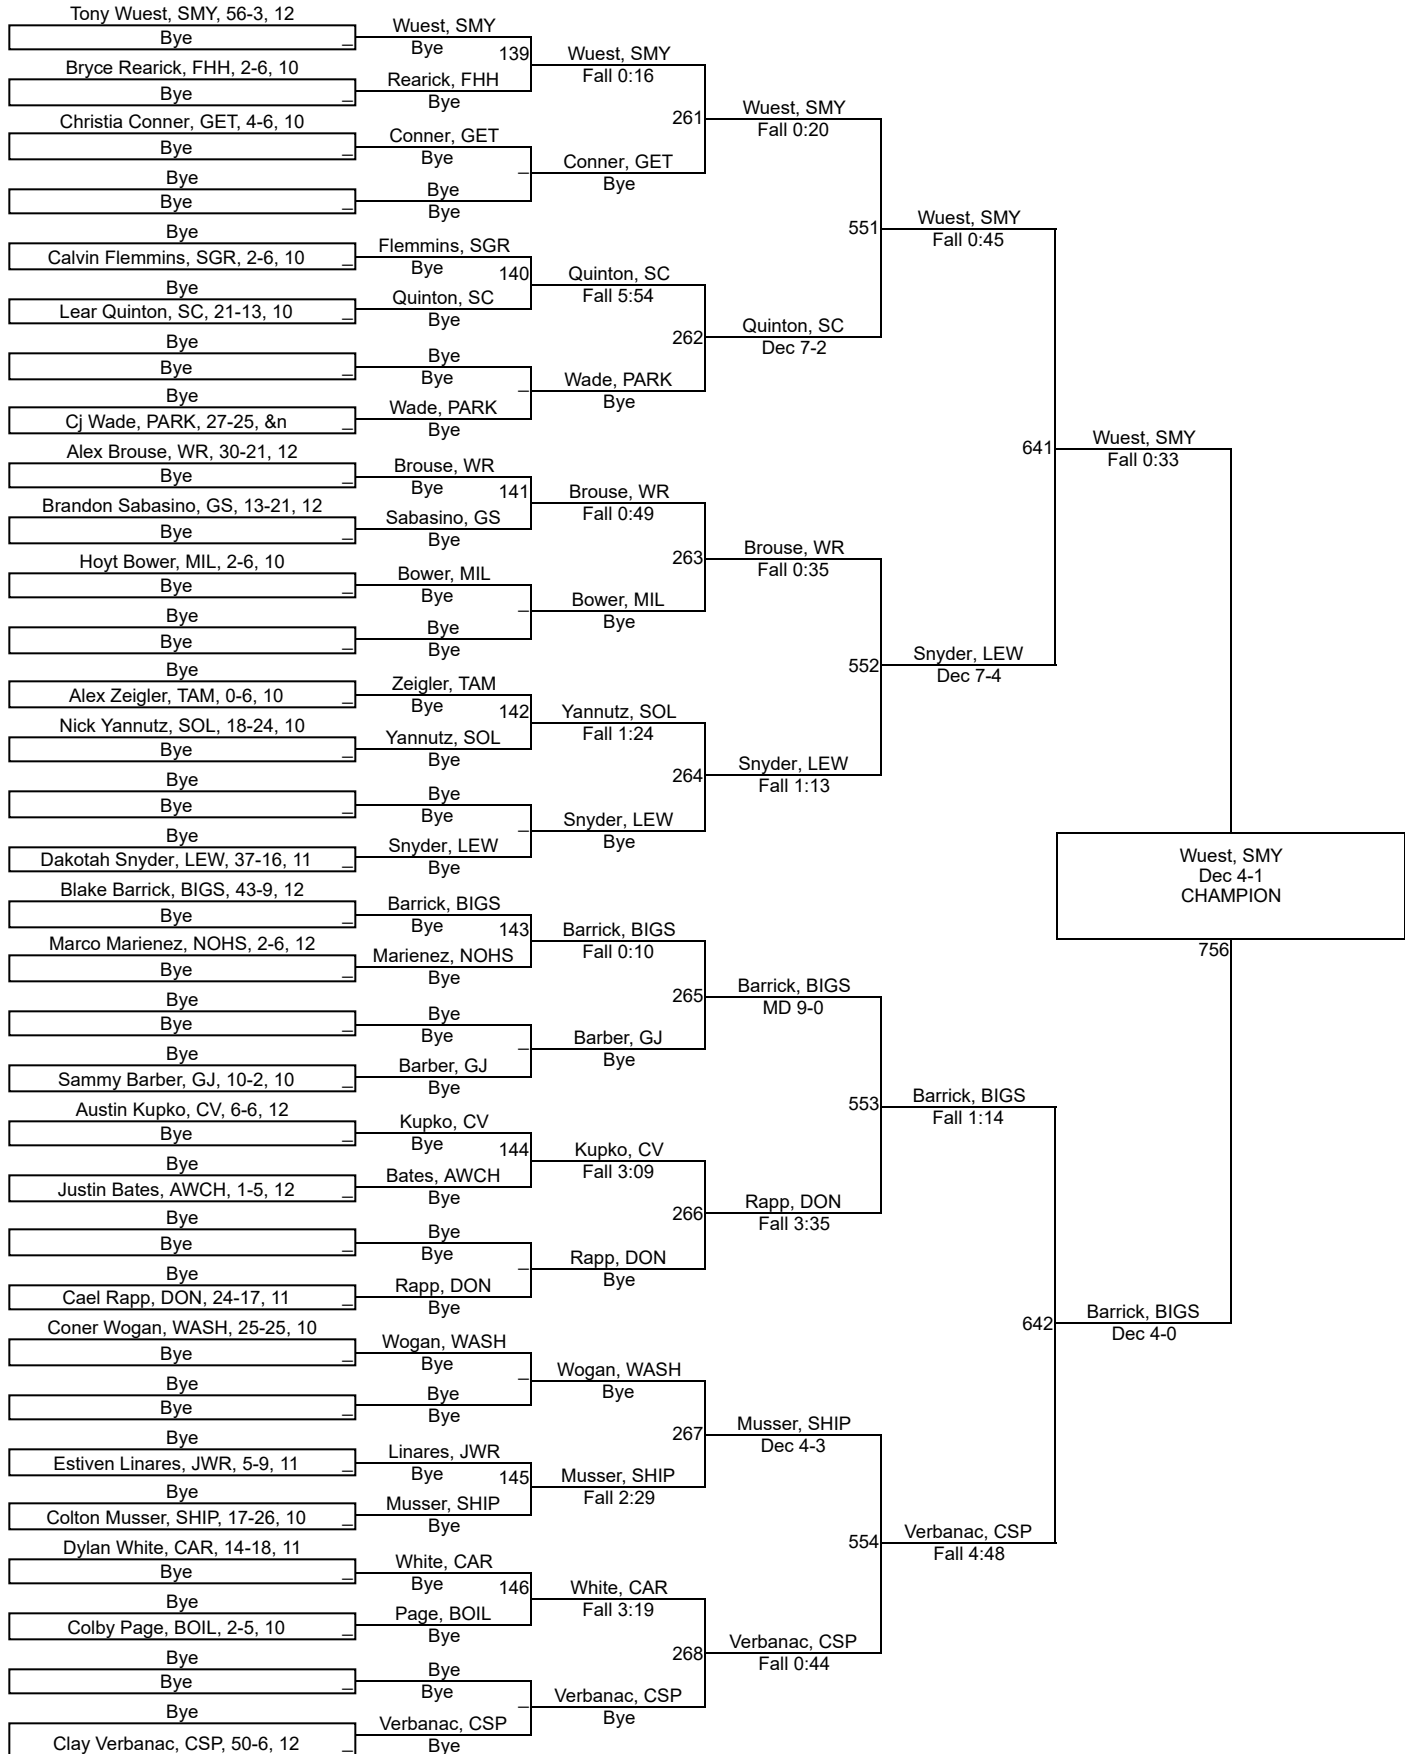 Tony Wuest, SMY, 56-3, 12
Bye _
Bryce Rearick, FHH, 2-6, 10
Bye _
Christia Conner, GET, 4-6, 10
Bye _
Bye
Bye _
Bye
Calvin Flemmins, SGR, 2-6, 10 _
Bye
Lear Quinton, SC, 21-13, 10 _
Bye
Bye _
Bye
Cj Wade, PARK, 27-25, &n _
Alex Brouse, WR, 30-21, 12
Bye _
Brandon Sabasino, GS, 13-21, 12
Bye _
Hoyt Bower, MIL, 2-6, 10
Bye _
Bye
Bye _
Bye
Alex Zeigler, TAM, 0-6, 10 _
Nick Yannutz, SOL, 18-24, 10
Bye _
Bye
Bye _
Bye
Dakotah Snyder, LEW, 37-16, 11 _
Blake Barrick, BIGS, 43-9, 12
Bye _
Marco Marienez, NOHS, 2-6, 12
Bye _
Bye
Bye _
Bye
Sammy Barber, GJ, 10-2, 10 _
Austin Kupko, CV, 6-6, 12
Bye _
Bye
Justin Bates, AWCH, 1-5, 12 _
Bye
Bye _
Bye
Cael Rapp, DON, 24-17, 11 _
Coner Wogan, WASH, 25-25, 10
Bye _
Bye
Bye _
Bye
Estiven Linares, JWR, 5-9, 11 _
Bye
Colton Musser, SHIP, 17-26, 10 _
Dylan White, CAR, 14-18, 11
Bye _
Bye
Colby Page, BOIL, 2-5, 10 _
Bye
Bye _
Bye
Clay Verbanac, CSP, 50-6, 12 _
Wuest, SMY
Bye
139
Rearick, FHH
Bye
Conner, GET
Bye
_
Bye
Bye
Flemmins, SGR
Bye
140
Quinton, SC
Bye
Bye
Bye
_
Wade, PARK
Bye
Brouse, WR
Bye
141
Sabasino, GS
Bye
Bower, MIL
Bye
_
Bye
Bye
Zeigler, TAM
Bye
142
Yannutz, SOL
Bye
Bye
Bye
_
Snyder, LEW
Bye
Barrick, BIGS
Bye
143
Marienez, NOHS
Bye
Bye
Bye
_
Barber, GJ
Bye
Kupko, CV
Bye
144
Bates, AWCH
Bye
Bye
Bye
_
Rapp, DON
Bye
Wogan, WASH
Bye
_
Bye
Bye
Linares, JWR
Bye
145
Musser, SHIP
Bye
White, CAR
Bye
146
Page, BOIL
Bye
Bye
Bye
_
Verbanac, CSP
Bye
Wuest, SMY
Fall 0:16
261
Conner, GET
Bye
Quinton, SC
Fall 5:54
262
Wade, PARK
Bye
Brouse, WR
Fall 0:49
263
Bower, MIL
Bye
Yannutz, SOL
Fall 1:24
264
Snyder, LEW
Bye
Barrick, BIGS
Fall 0:10
265
Barber, GJ
Bye
Kupko, CV
Fall 3:09
266
Rapp, DON
Bye
Wogan, WASH
Bye
267
Musser, SHIP
Fall 2:29
White, CAR
Fall 3:19
268
Verbanac, CSP
Bye
Wuest, SMY
Fall 0:20
551
Quinton, SC
Dec 7-2
Brouse, WR
Fall 0:35
552
Snyder, LEW
Fall 1:13
Barrick, BIGS
MD 9-0
553
Rapp, DON
Fall 3:35
Musser, SHIP
Dec 4-3
554
Verbanac, CSP
Fall 0:44
Wuest, SMY
Fall 0:45
641
Snyder, LEW
Dec 7-4
Barrick, BIGS
Fall 1:14
642
Verbanac, CSP
Fall 4:48
Wuest, SMY
Fall 0:33
Wuest, SMY
Dec 4-1
CHAMPION
756
Barrick, BIGS
Dec 4-0